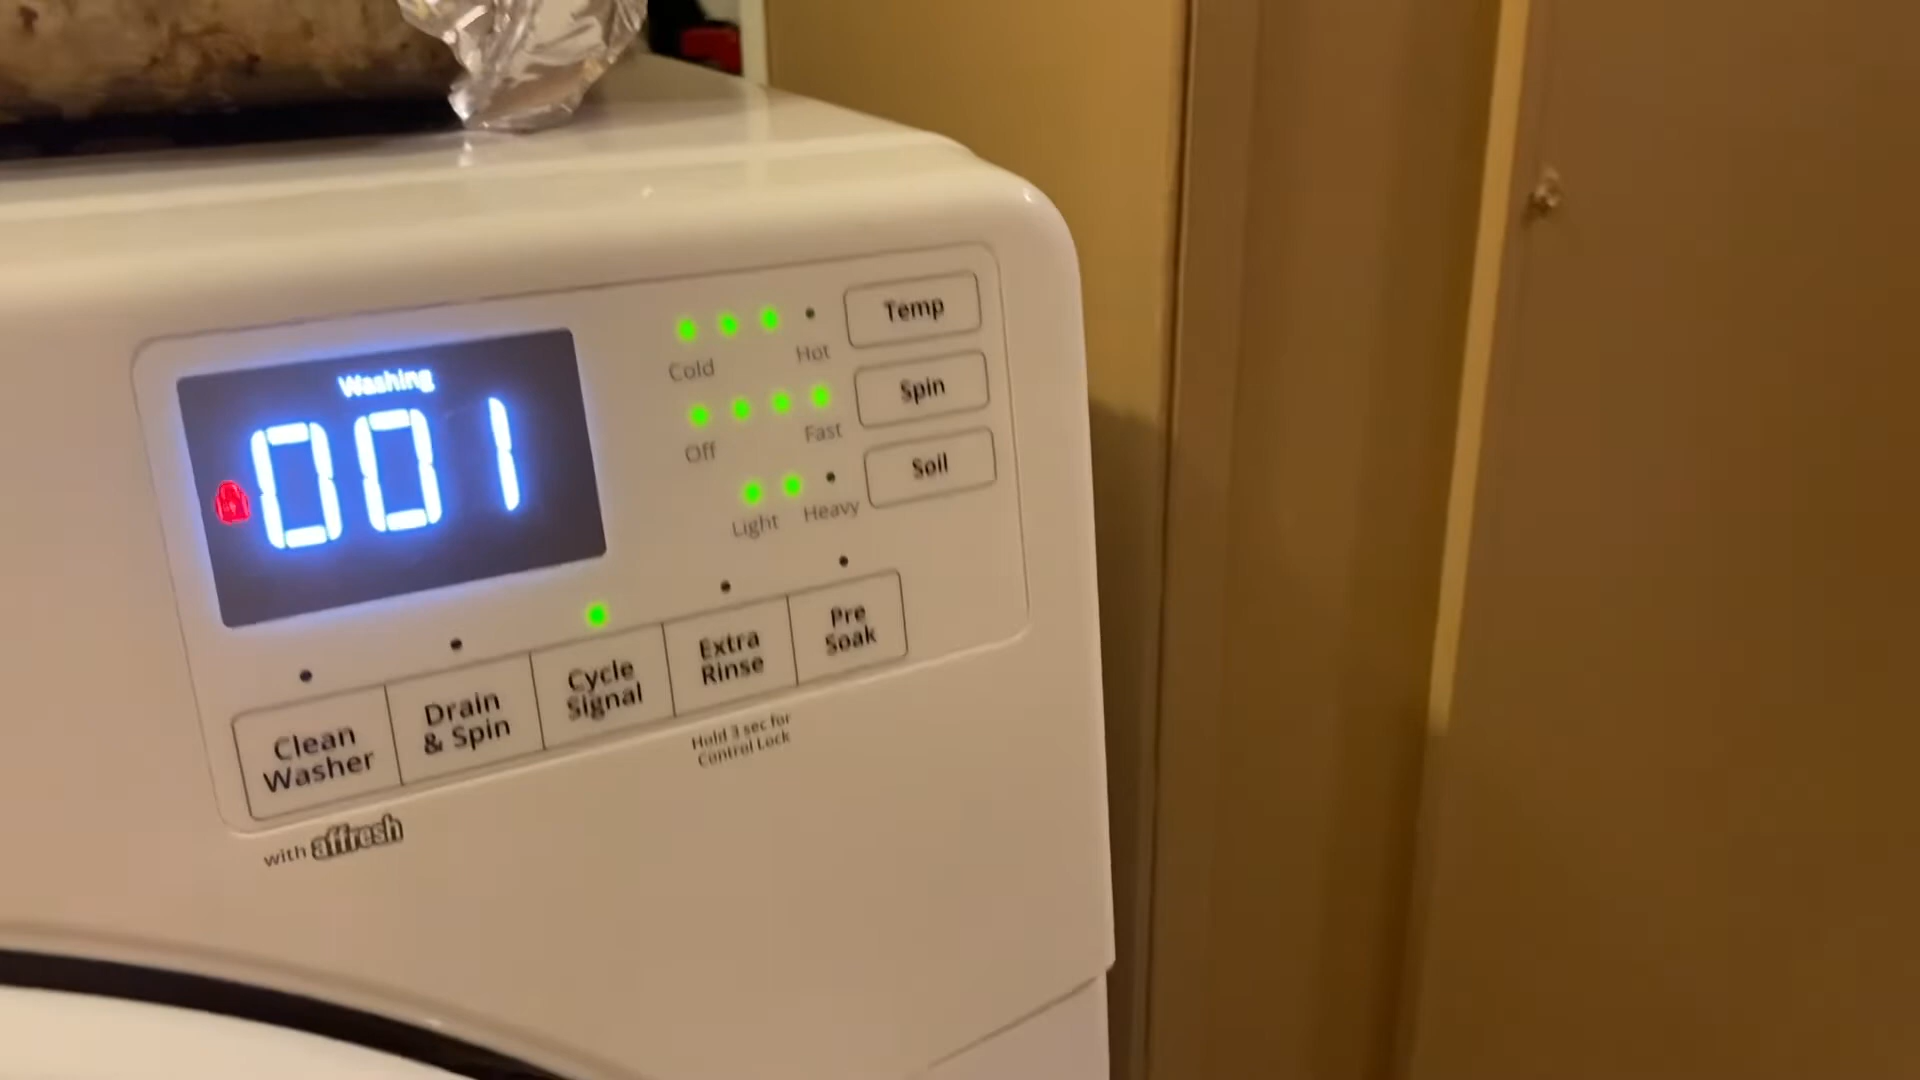 Washing
001
Temp
Cold
Hot
Spin
Off
Fast
Soil
Light
Heavy
Clean
Washer
Drain
& Spin
Cycle
Signal
Extra
Rinse
Pre
Soak
Hold 3 sec for
Control Lock
with affresh